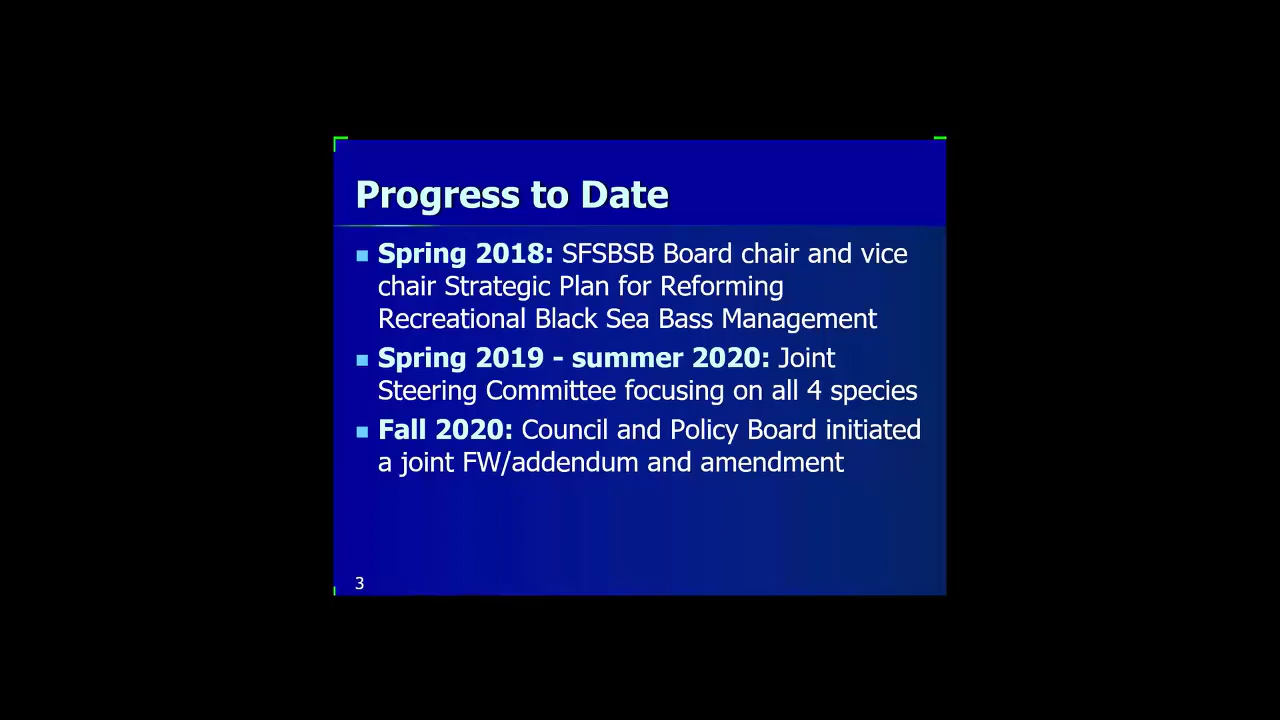 Progress to Date
Spring 2018: SFSBSB Board chair and vice
chair Strategic Plan for Reforming
Recreational Black Sea Bass Management
Spring 2019 - summer 2020: Joint
Steering Committee focusing on all 4 species
Fall 2020: Council and Policy Board initiated
a joint FW/addendum and amendment
3